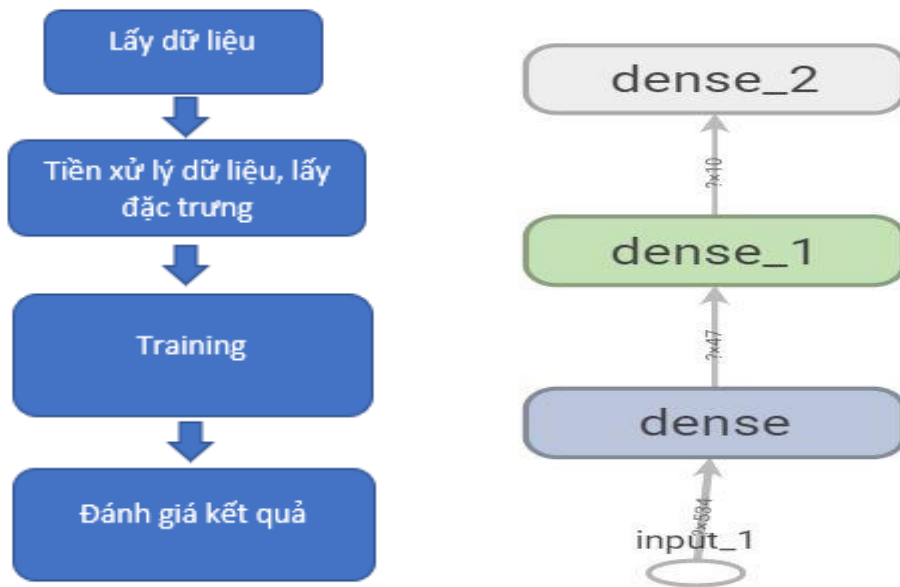 Lấy dữ liệu
Tiền xử lý dữ liệu, lấy
đặc trưng
Training
Đánh giá kết quả
dense_2
?x10
dense_1
?x47
dense
?x534
input_1